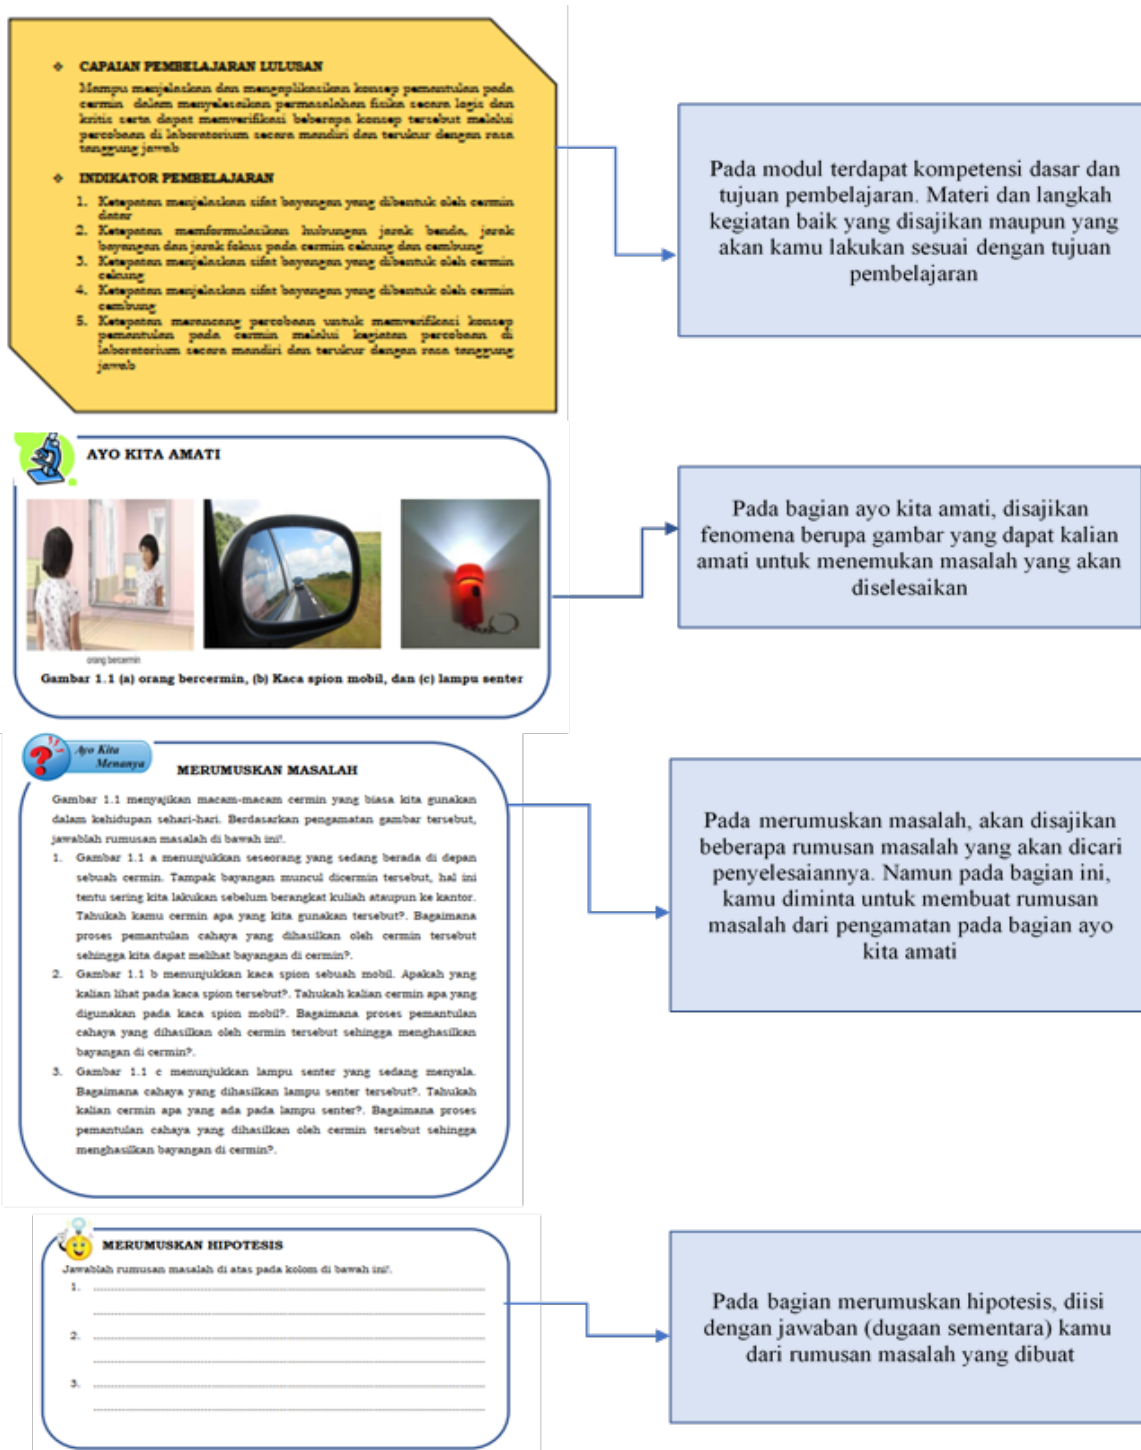 ❖ CAPAIAN PEMBELAJARAN LULUSAN
Mampu menjelaskan dan mengaplikasikan konsep pemantulan pada
cermin dalam menyelesaikan permasalahan fisika secara logis dan
kritis serta dapat memverifikasi beberapa konsep tersebut melalui
percobaan di laboratorium secara mandiri dan terukur dengan rasa
tanggung jawab
❖ INDIKATOR PEMBELAJARAN
1. Ketepatan menjelaskan sifat bayangan yang dibentuk oleh cermin
datar
2. Ketepatan memformulasikan hubungan jarak benda, jarak
bayangan dan jarak fokus pada cermin cekung dan cembung
3. Ketepatan menjelaskan sifat bayangan yang dibentuk oleh cermin
cekung
4. Ketepatan menjelaskan sifat bayangan yang dibentuk oleh cermin
cembung
5. Ketepatan merancang percobaan untuk memverifikasi konsep
pemantulan pada cermin melalui kegiatan percobaan di
laboratorium secara mandiri dan terukur dengan rasa tanggung
jawab
Pada modul terdapat kompetensi dasar dan
tujuan pembelajaran. Materi dan langkah
kegiatan baik yang disajikan maupun yang
akan kamu lakukan sesuai dengan tujuan
pembelajaran
AYO KITA AMATI
orang bercermin
Gambar 1.1 (a) orang bercermin, (b) Kaca spion mobil, dan (c) lampu senter
Pada bagian ayo kita amati, disajikan
fenomena berupa gambar yang dapat kalian
amati untuk menemukan masalah yang akan
diselesaikan
Ayo Kita
Menanya
MERUMUSKAN MASALAH
Gambar 1.1 menyajikan macam-macam cermin yang biasa kita gunakan
dalam kehidupan sehari-hari. Berdasarkan pengamatan gambar tersebut,
jawablah rumusan masalah di bawah ini!.
1. Gambar 1.1 a menunjukkan seseorang yang sedang berada di depan
sebuah cermin. Tampak bayangan muncul dicermin tersebut, hal ini
tentu sering kita lakukan sebelum berangkat kuliah ataupun ke kantor.
Tahukah kamu cermin apa yang kita gunakan tersebut?. Bagaimana
proses pemantulan cahaya yang dihasilkan oleh cermin tersebut
sehingga kita dapat melihat bayangan di cermin?.
2. Gambar 1.1 b menunjukkan kaca spion sebuah mobil. Apakah yang
kalian lihat pada kaca spion tersebut?. Tahukah kalian cermin apa yang
digunakan pada kaca spion mobil?. Bagaimana proses pemantulan
cahaya yang dihasilkan oleh cermin tersebut sehingga menghasilkan
bayangan di cermin?.
3. Gambar 1.1 c menunjukkan lampu senter yang sedang menyala.
Bagaimana cahaya yang dihasilkan lampu senter tersebut?. Tahukah
kalian cermin apa yang ada pada lampu senter?. Bagaimana proses
pemantulan cahaya yang dihasilkan oleh cermin tersebut sehingga
menghasilkan bayangan di cermin?.
Pada merumuskan masalah, akan disajikan
beberapa rumusan masalah yang akan dicari
penyelesaiannya. Namun pada bagian ini,
kamu diminta untuk membuat rumusan
masalah dari pengamatan pada bagian ayo
kita amati
MERUMUSKAN HIPOTESIS
Jawablah rumusan masalah di atas pada kolom di bawah ini!.
1.
2.
3.
Pada bagian merumuskan hipotesis, diisi
dengan jawaban (dugaan sementara) kamu
dari rumusan masalah yang dibuat